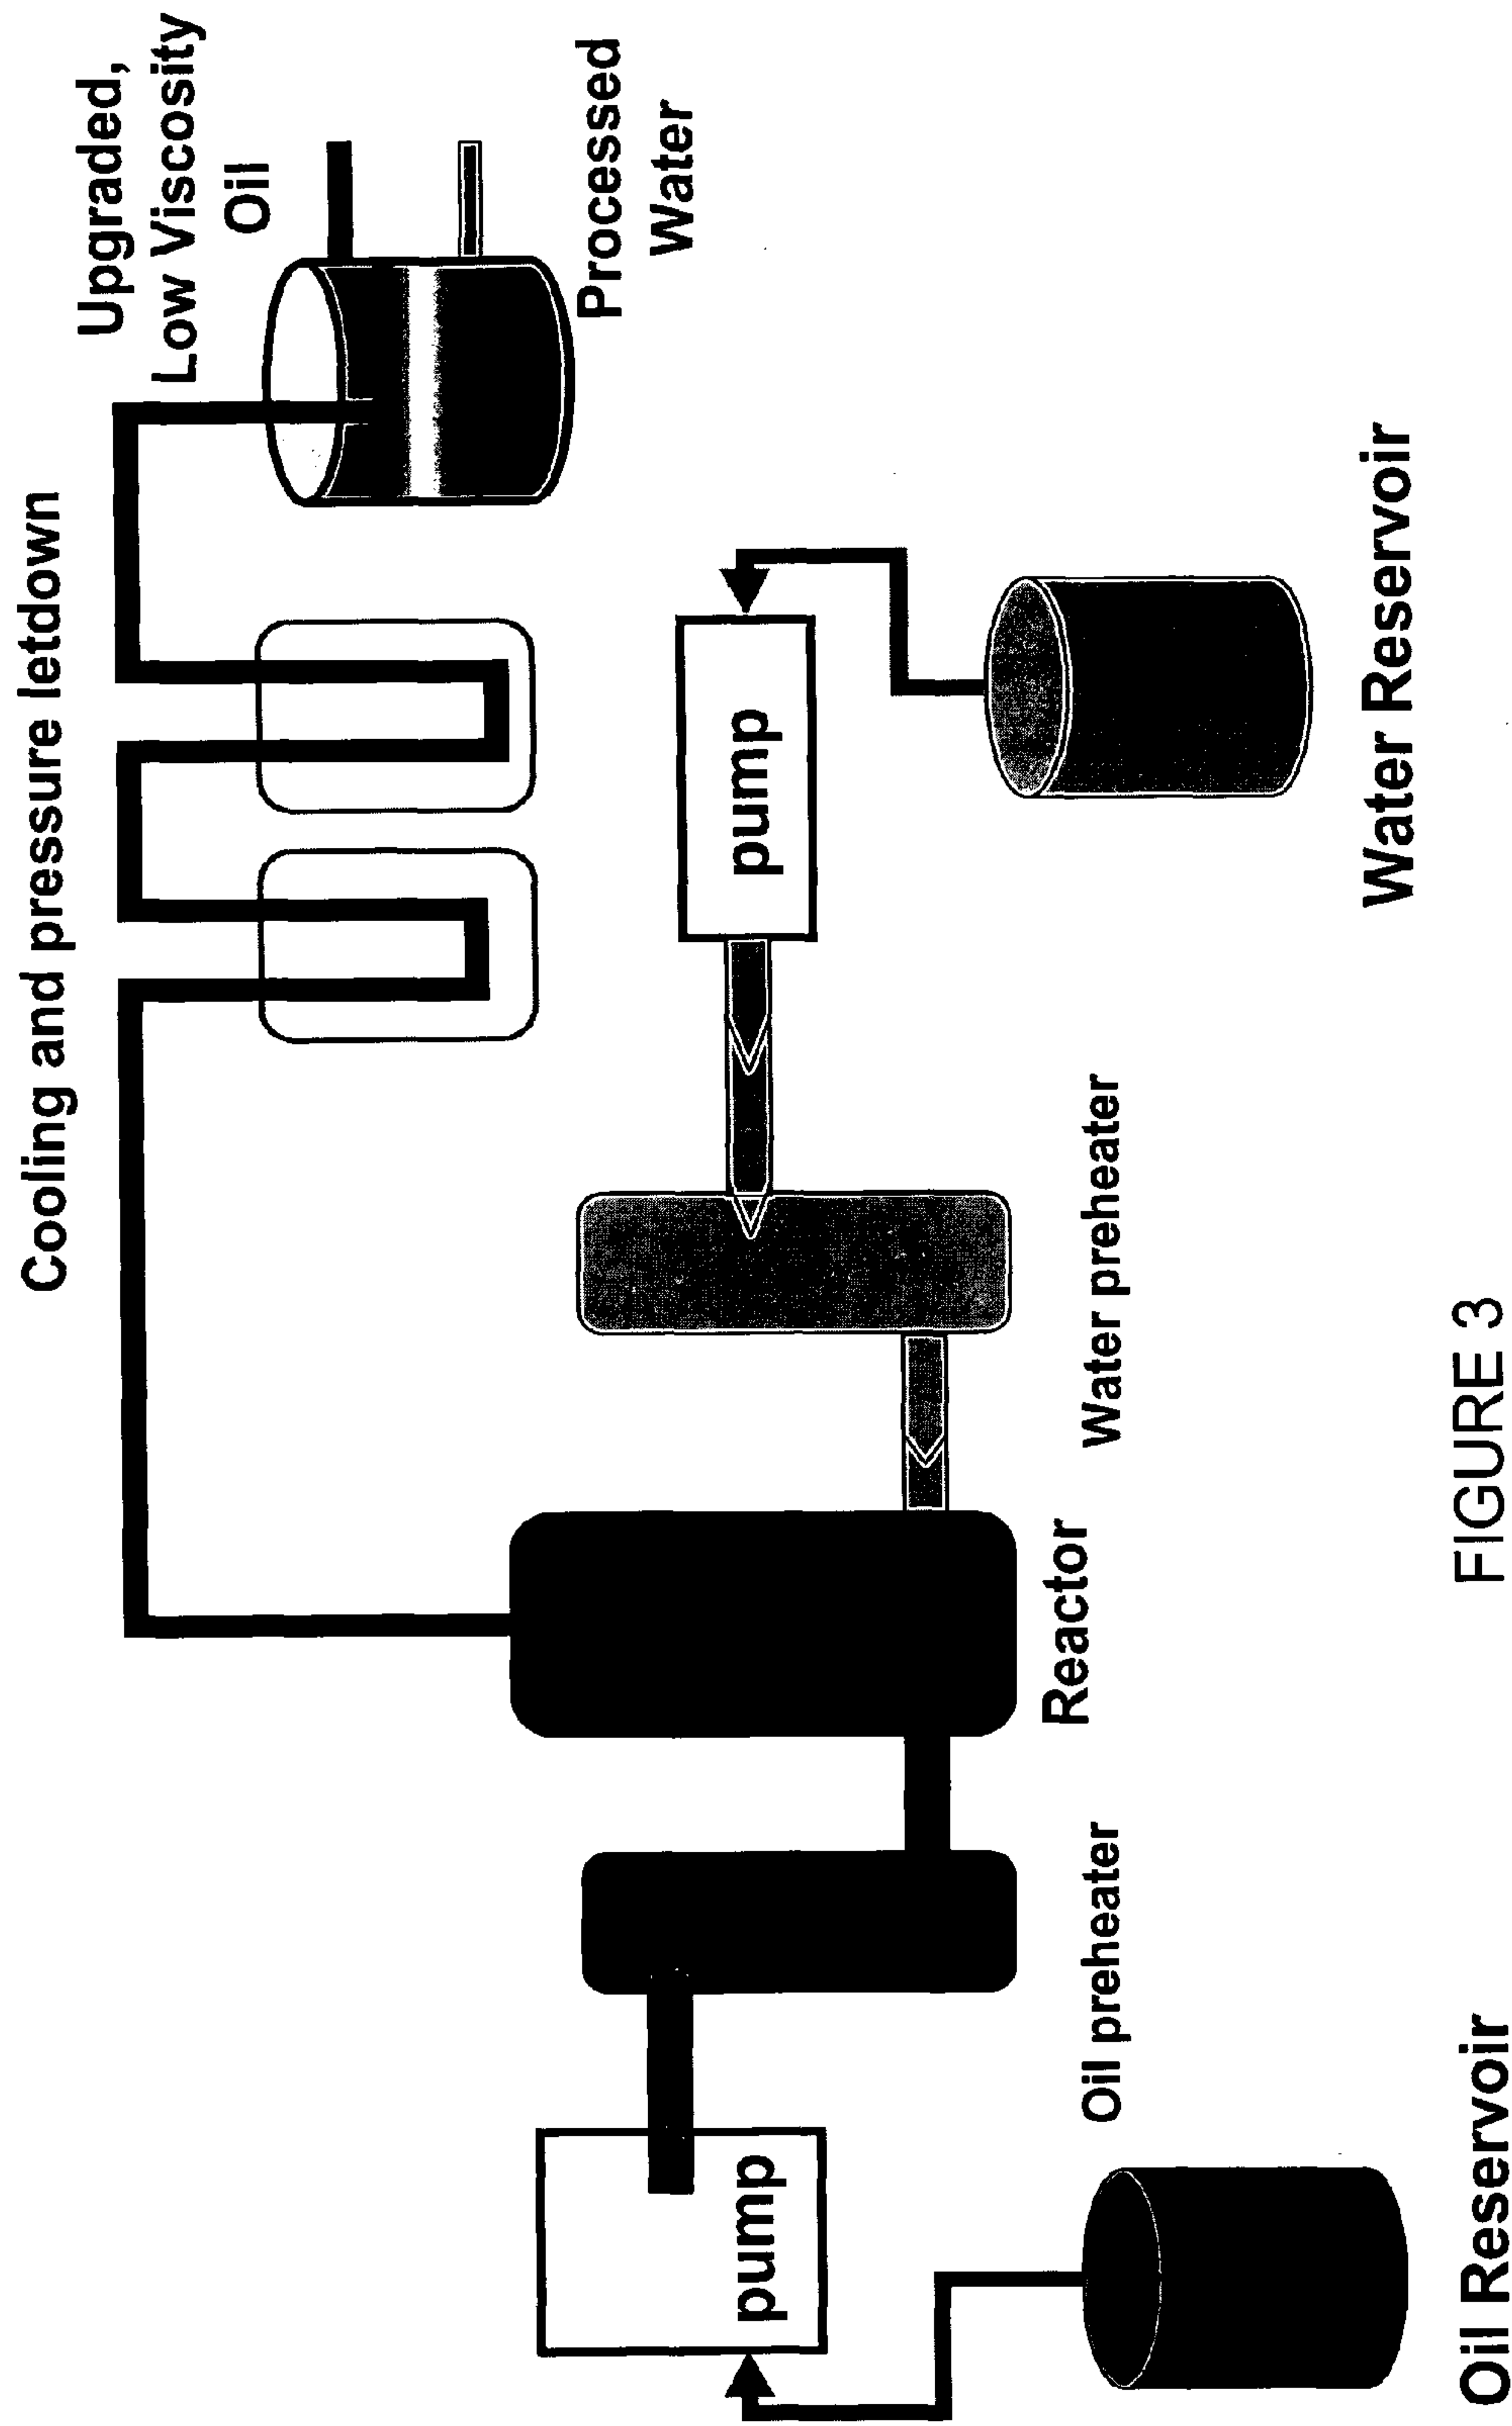 Cooling and pressure letdown
Upgraded,
Low Viscosity
Oil
Processed
Water
pump
pump
Reactor
Oil preheater
Water preheater
Water Reservoir
Oil Reservoir
FIGURE 3